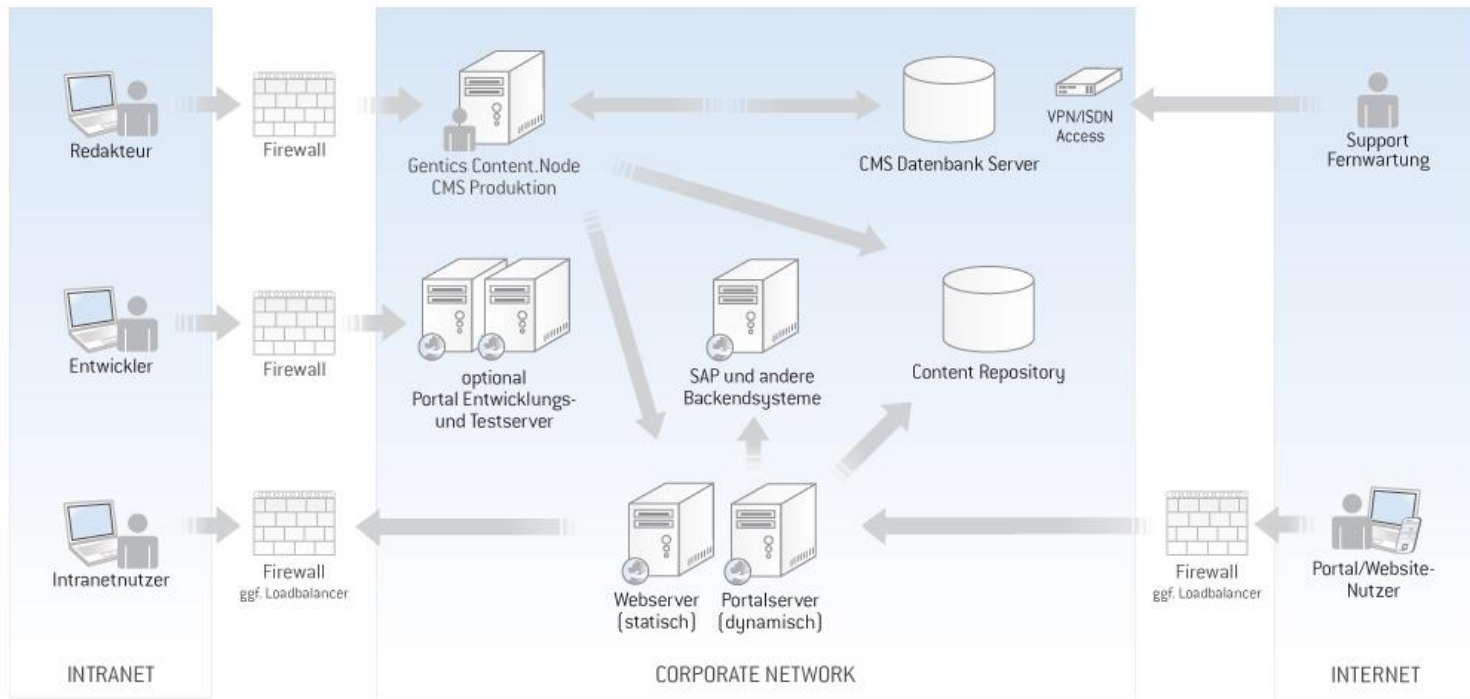 Redakteur
Firewall
Gentics Content.Node
CMS Produktion
CMS Datenbank Server
VPN/ISDN
Access
Support
Fernwartung
Entwickler
Firewall
optional
Portal Entwicklungs-
und Testserver
SAP und andere
Backendsysteme
Content Repository
Intranetnutzer
Firewall
ggf. Loadbalancer
Webserver
(statisch)
Portalserver
(dynamisch)
Firewall
ggf. Loadbalancer
Portal/Website-
Nutzer
INTRANET
CORPORATE NETWORK
INTERNET